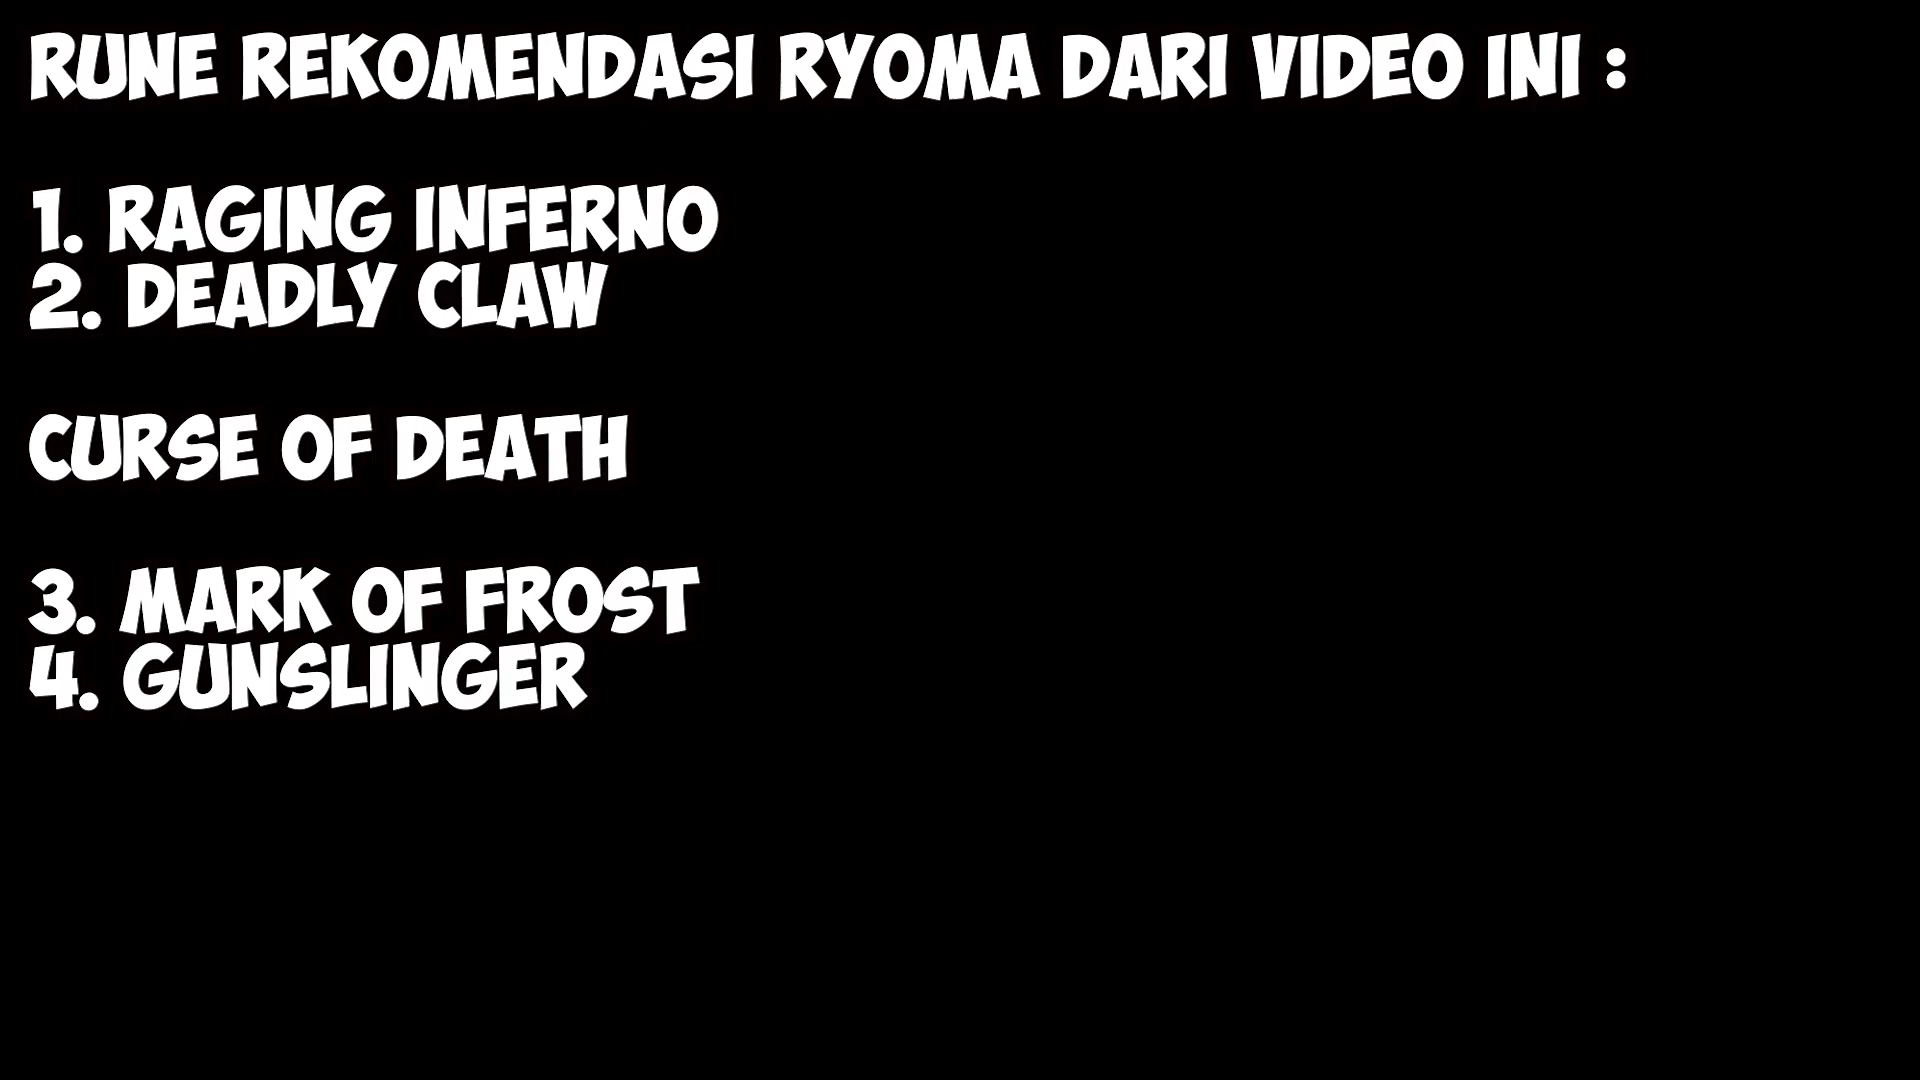 RUNE REKOMENDASI RYOMA DARI VIDEO INI :
1. RAGING INFERNO
2. DEADLY CLAW
CURSE OF DEATH
3. MARK OF FROST
4. GUNSLINGER